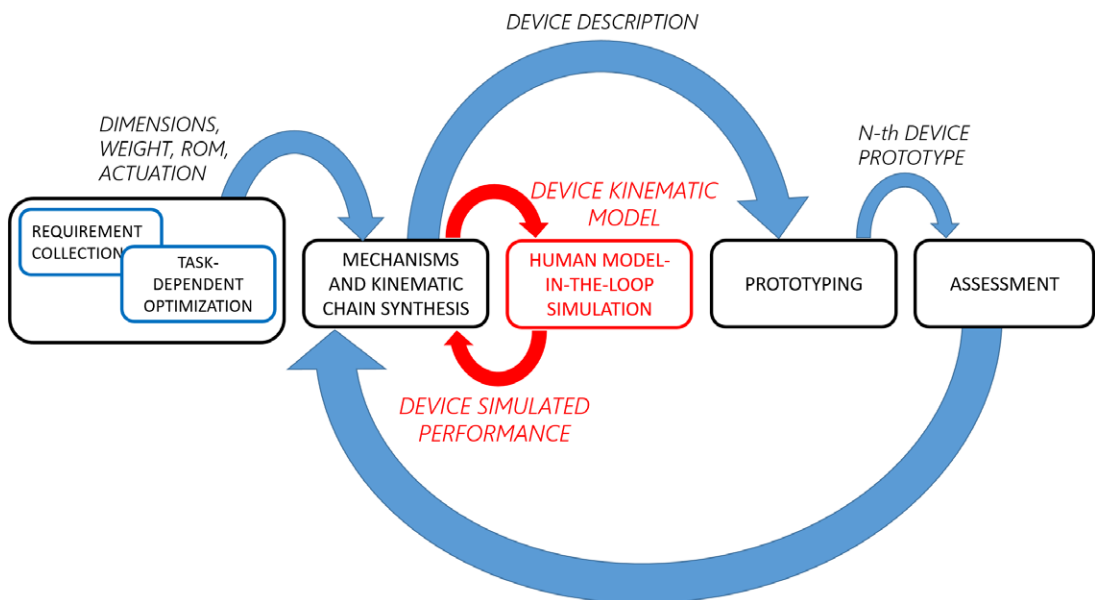 DEVICE DESCRIPTION
DIMENSIONS,
WEIGHT, ROM,
ACTUATION
N-th DEVICE
PROTOTYPE
DEVICE KINEMATIC
MODEL
REQUIREMENT
COLLECTION
TASK-
DEPENDENT
OPTIMIZATION
MECHANISMS
AND KINEMATIC
CHAIN SYNTHESIS
HUMAN MODEL-
IN-THE-LOOP
SIMULATION
PROTOTYPING
ASSESSMENT
DEVICE SIMULATED
PERFORMANCE